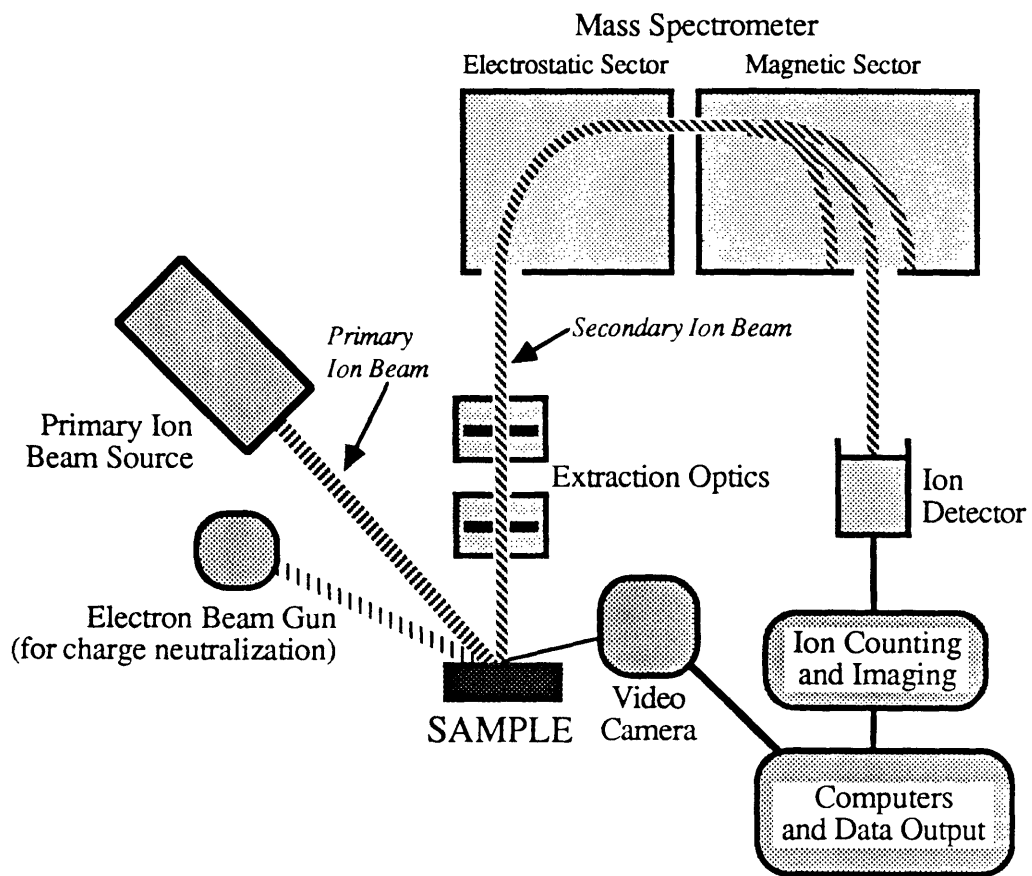 Mass Spectrometer
Electrostatic Sector
Magnetic Sector
Primary
Ion Beam
Secondary Ion Beam
Primary Ion
Beam Source
Extraction Optics
Ion
Detector
Electron Beam Gun
(for charge neutralization)
Ion Counting
and Imaging
Video
Camera
SAMPLE
Computers
and Data Output